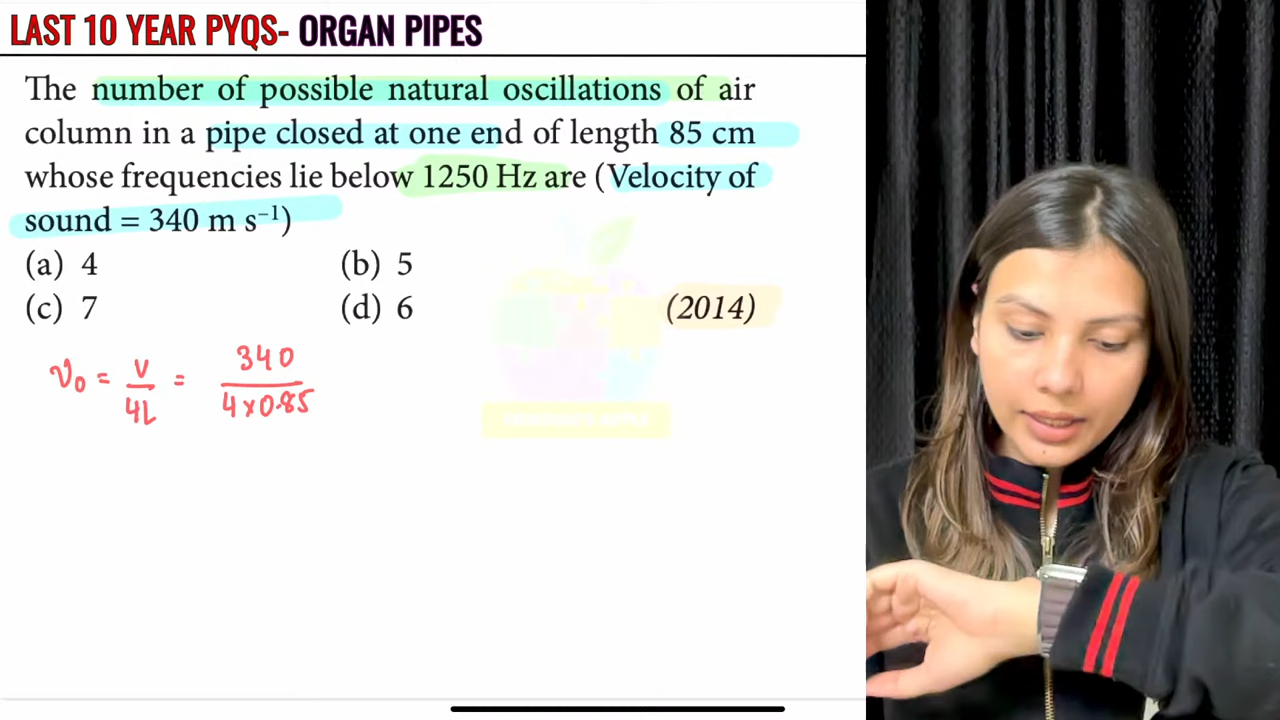 LAST 10 YEAR PYQS- ORGAN PIPES
The number of possible natural oscillations of air
column in a pipe closed at one end of length 85 cm
whose frequencies lie below 1250 Hz are (Velocity of
sound = 340 m s⁻¹)
(a) 4 (b) 5
(c) 7 (d) 6 (2014)
ν₀ = v/4L = 340/4×0.85